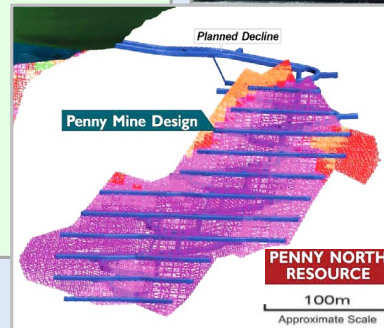 Planned Decline
Penny Mine Design
PENNY NORTH
RESOURCE
100m
Approximate Scale